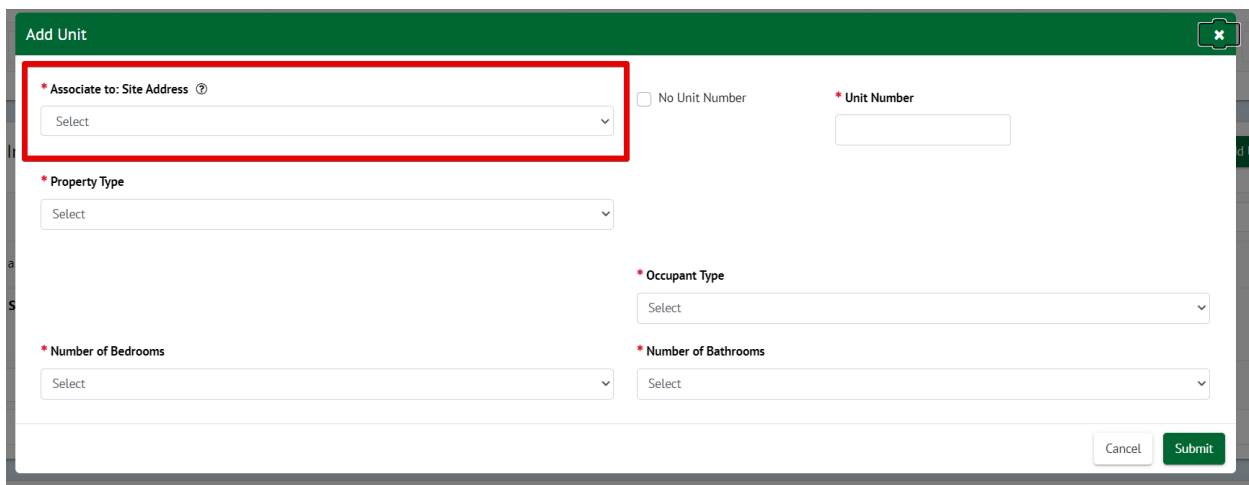 Add Unit
* Associate to: Site Address
Select
No Unit Number
* Unit Number
* Property Type
Select
* Occupant Type
Select
* Number of Bedrooms
Select
* Number of Bathrooms
Select
Cancel
Submit